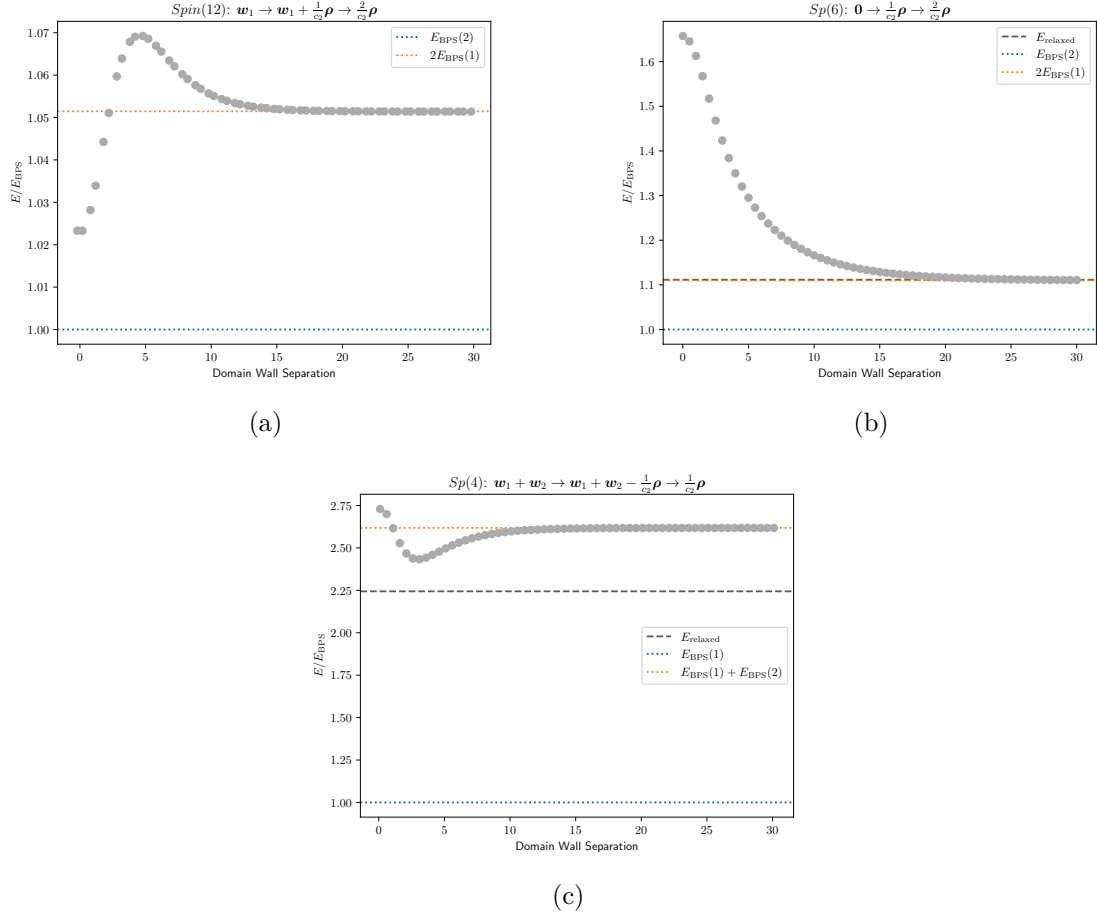 Spin(12): w₁ → w₁ + 1/c₂ ρ → 2/c₂ ρ
1.07
1.06
1.05
1.04
1.03
1.02
1.01
1.00
E/E_BPS
E_BPS(2)
2E_BPS(1)
0 5 10 15 20 25 30
Domain Wall Separation
(a)
Sp(6): 0 → 1/c₂ ρ → 2/c₂ ρ
1.6
1.5
1.4
1.3
1.2
1.1
1.0
E/E_BPS
E_relaxed
E_BPS(2)
2E_BPS(1)
0 5 10 15 20 25 30
Domain Wall Separation
(b)
Sp(4): w₁ + w₂ → w₁ + w₂ − 1/c₂ ρ → 1/c₂ ρ
2.75
2.50
2.25
2.00
1.75
1.50
1.25
1.00
E/E_BPS
E_relaxed
E_BPS(1)
E_BPS(1) + E_BPS(2)
0 5 10 15 20 25 30
Domain Wall Separation
(c)